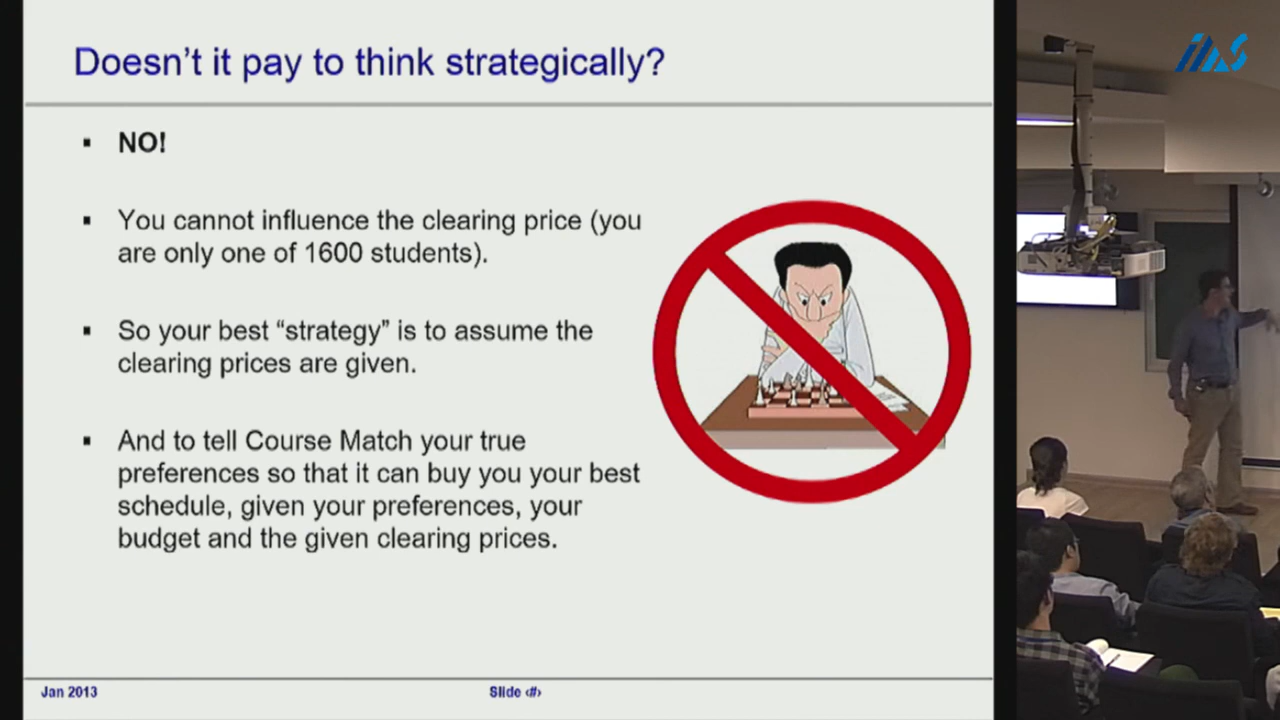 Doesn't it pay to think strategically?
IAS
▪ NO!
▪ You cannot influence the clearing price (you
are only one of 1600 students).
▪ So your best “strategy” is to assume the
clearing prices are given.
▪ And to tell Course Match your true
preferences so that it can buy you your best
schedule, given your preferences, your
budget and the given clearing prices.
Jan 2013
Slide ‹#›